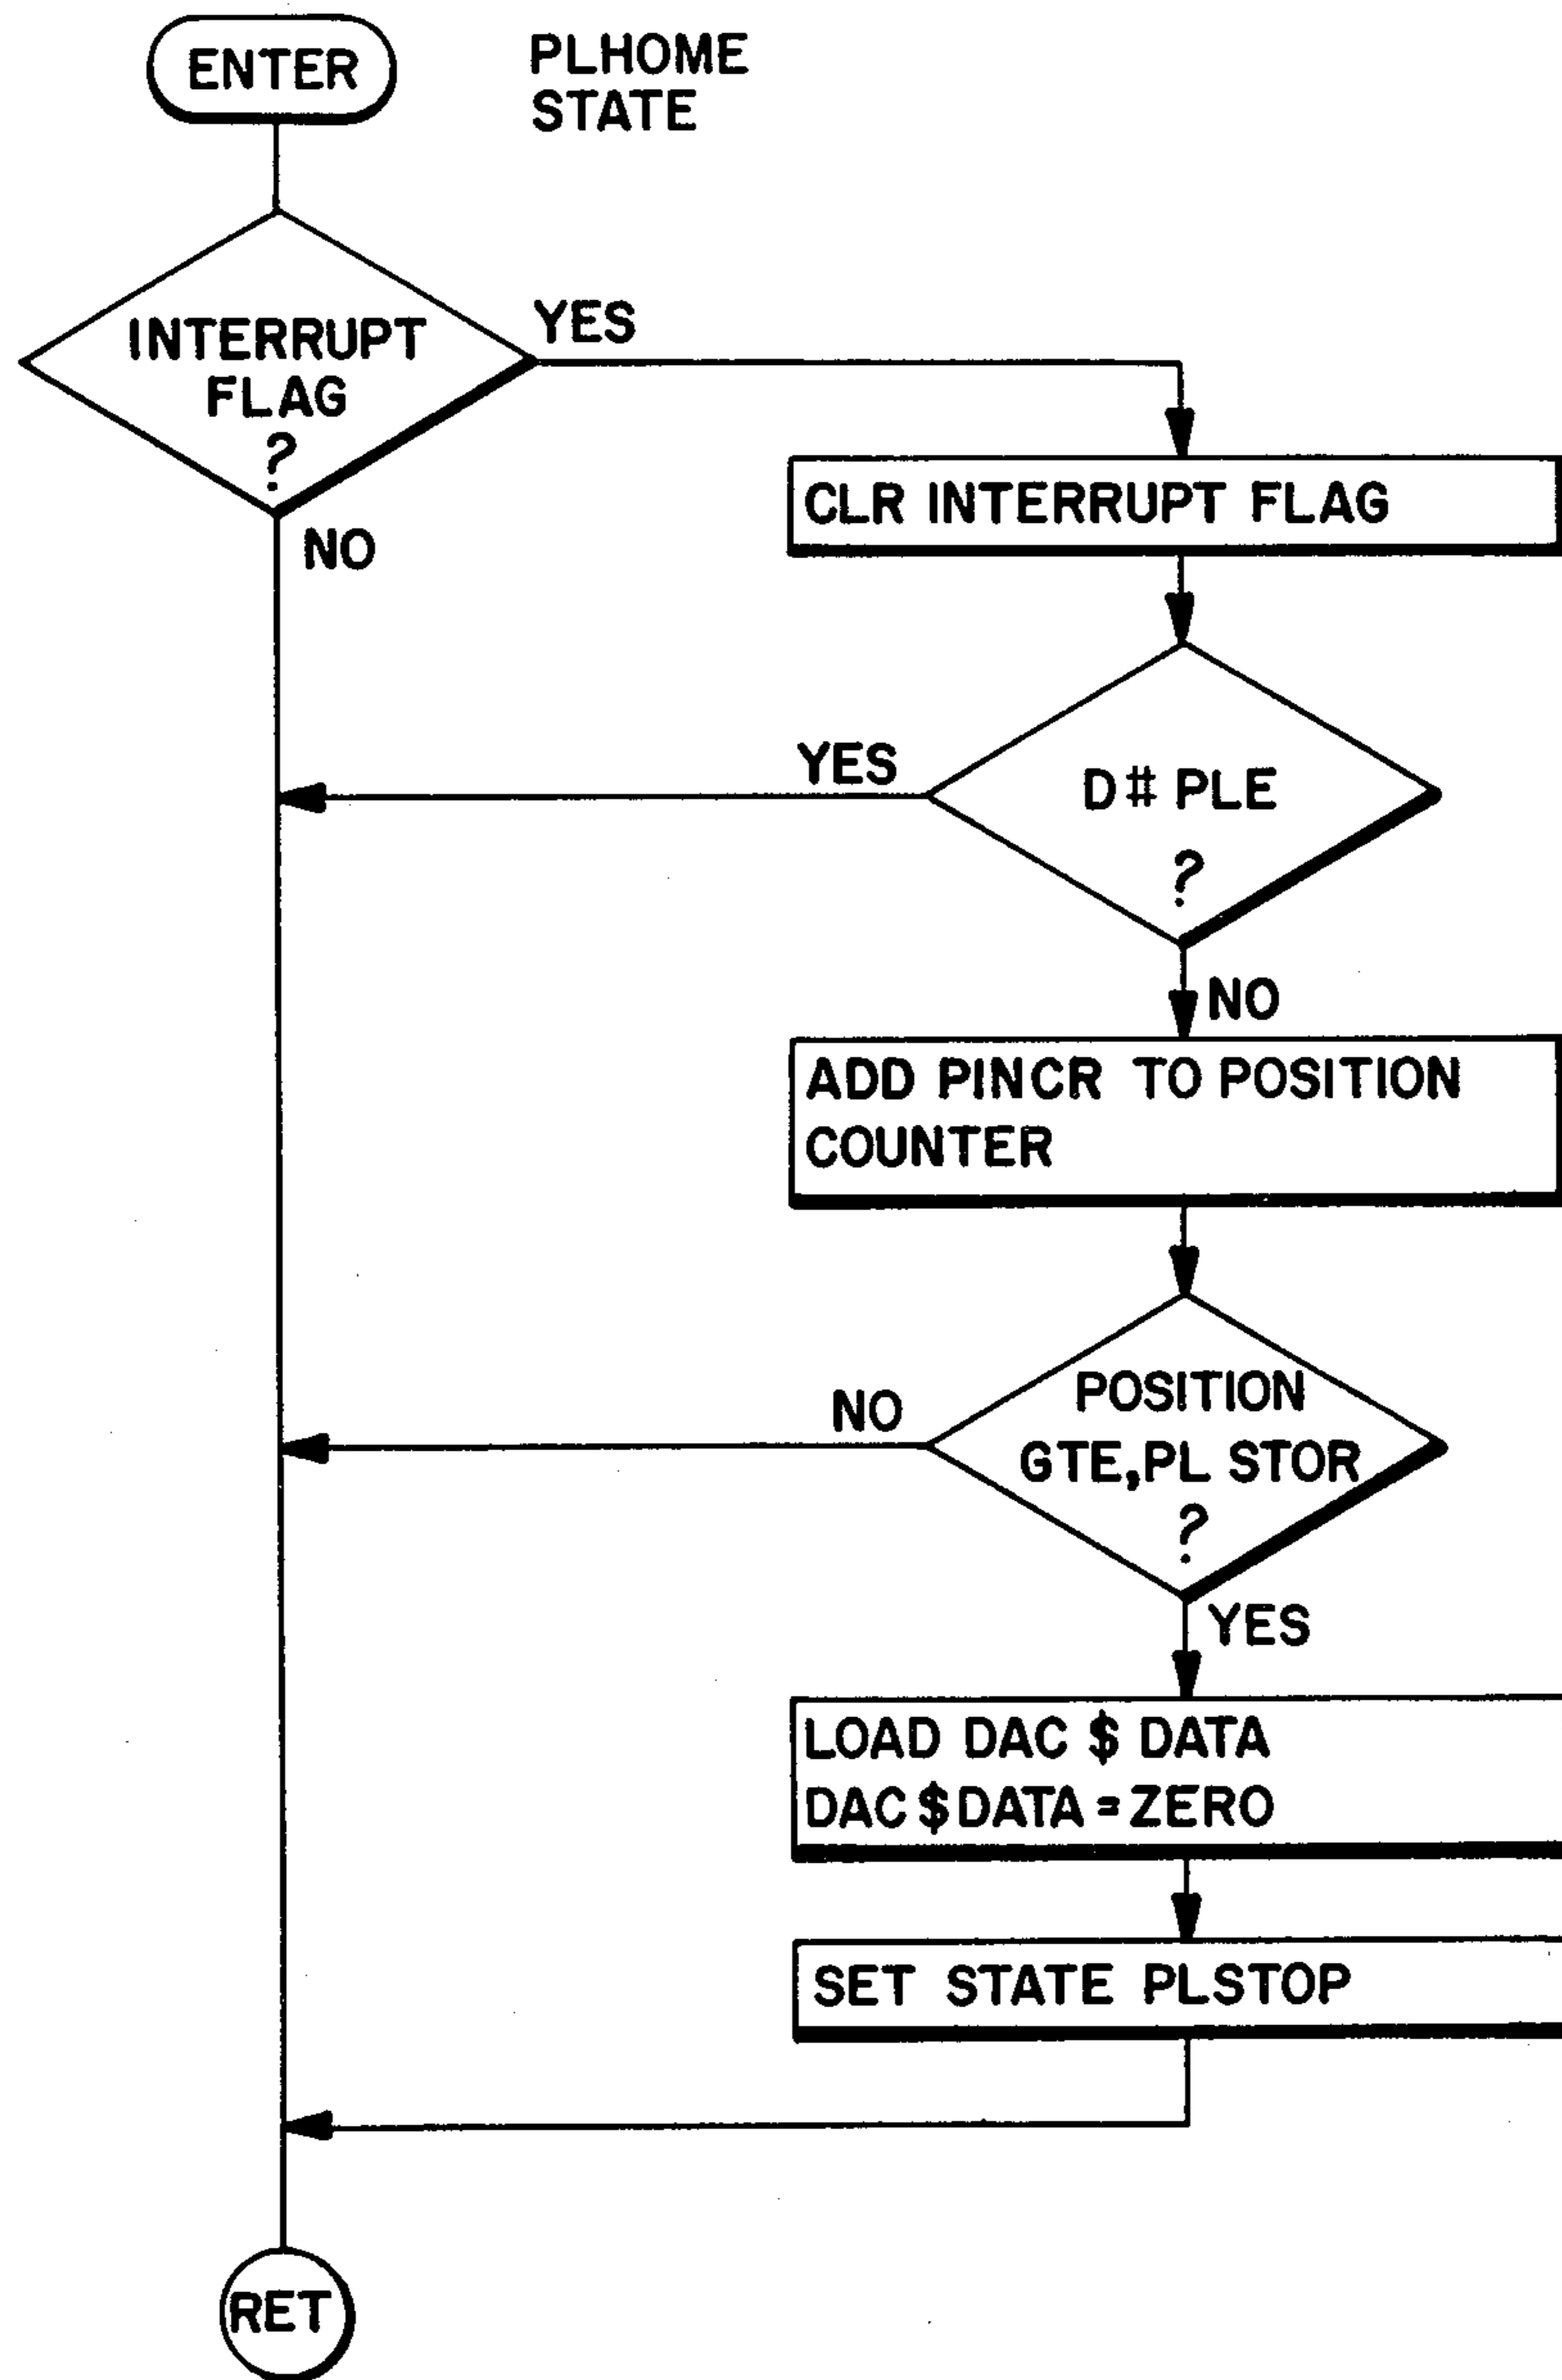 ENTER
PLHOME
STATE
INTERRUPT
FLAG
?
YES
NO
CLR INTERRUPT FLAG
YES
D# PLE
?
NO
ADD PINCR TO POSITION
COUNTER
NO
POSITION
GTE,PL STOR
?
YES
LOAD DAC $ DATA
DAC $ DATA = ZERO
SET STATE PLSTOP
RET